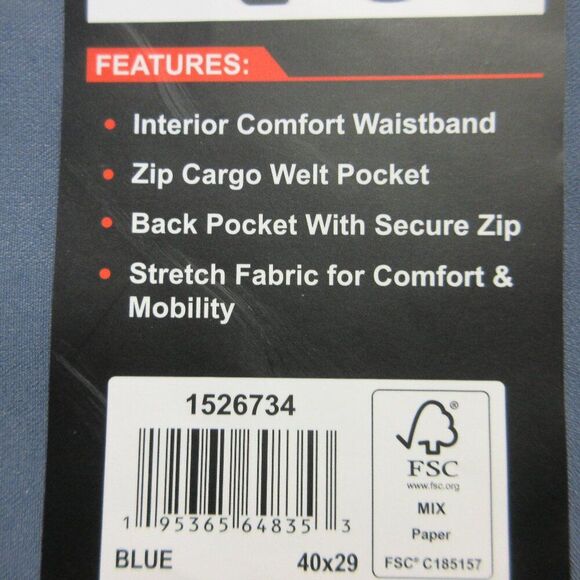 FEATURES:
• Interior Comfort Waistband
• Zip Cargo Welt Pocket
• Back Pocket With Secure Zip
• Stretch Fabric for Comfort &
Mobility
1526734
1 95365 64835 3
BLUE 40x29
®
FSC
www.fsc.org
MIX
Paper
FSC® C185157